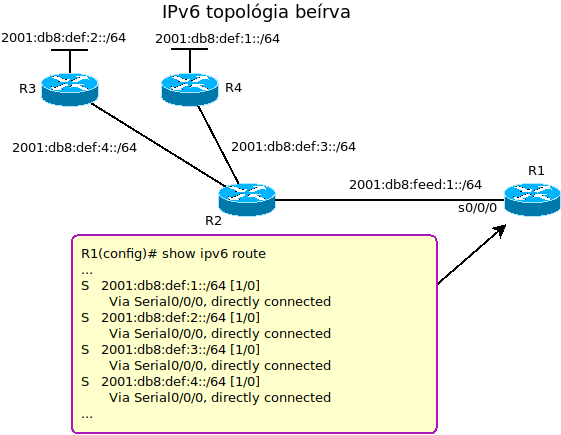 IPv6 topológia beírva
2001:db8:def:2::/64
2001:db8:def:1::/64
R3
R4
2001:db8:def:4::/64
2001:db8:def:3::/64
R1
2001:db8:feed:1::/64
s0/0/0
R2
R1(config)# show ipv6 route
...
S 2001:db8:def:1::/64 [1/0]
Via Serial0/0/0, directly connected
S 2001:db8:def:2::/64 [1/0]
Via Serial0/0/0, directly connected
S 2001:db8:def:3::/64 [1/0]
Via Serial0/0/0, directly connected
S 2001:db8:def:4::/64 [1/0]
Via Serial0/0/0, directly connected
...